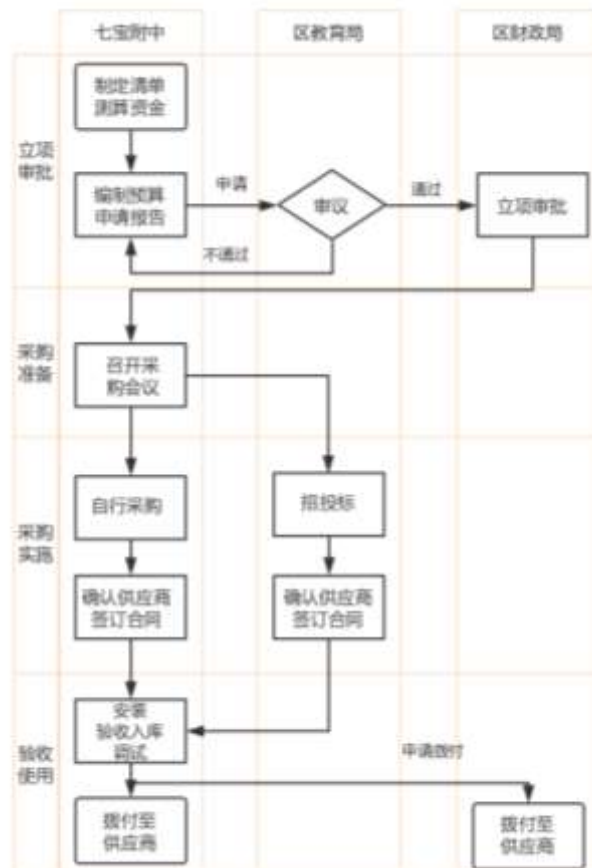 七宝附中
区教育局
区财政局
立项
审批
制定清单
测算资金
编制预算
申请报告
申请
审议
通过
立项审批
不通过
采购
准备
召开采
购会议
采购
实施
自行采购
招投标
确认供应商
签订合同
确认供应商
签订合同
验收
使用
安装
验收入库
调试
申请拨付
拨付至
供应商
拨付至
供应商